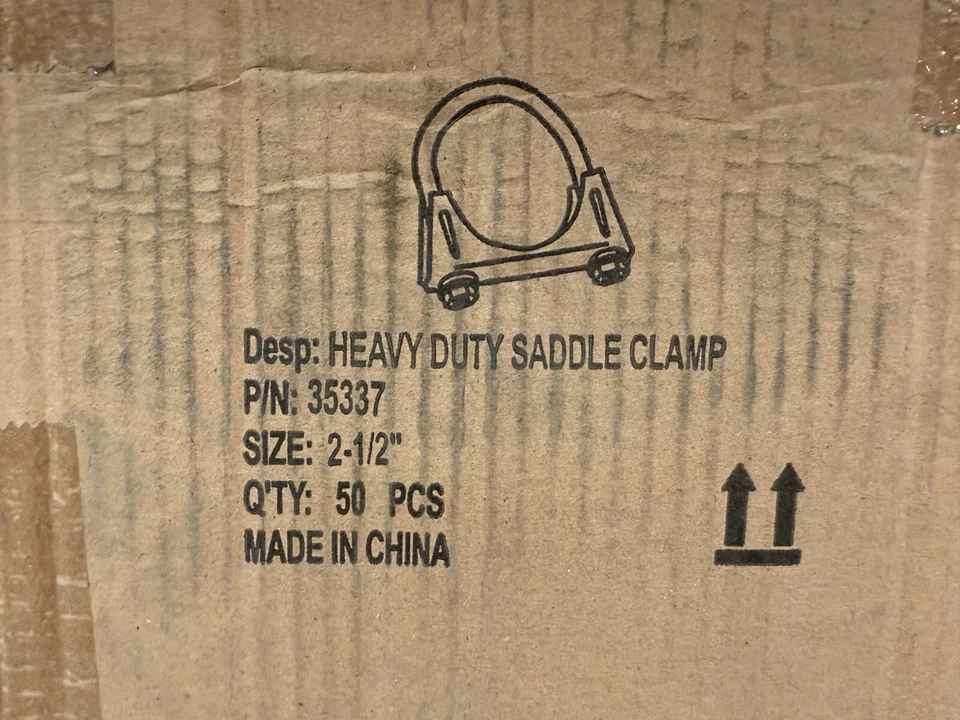 Desp: HEAVY DUTY SADDLE CLAMP
P/N: 35337
SIZE: 2-1/2"
Q'TY: 50 PCS
MADE IN CHINA